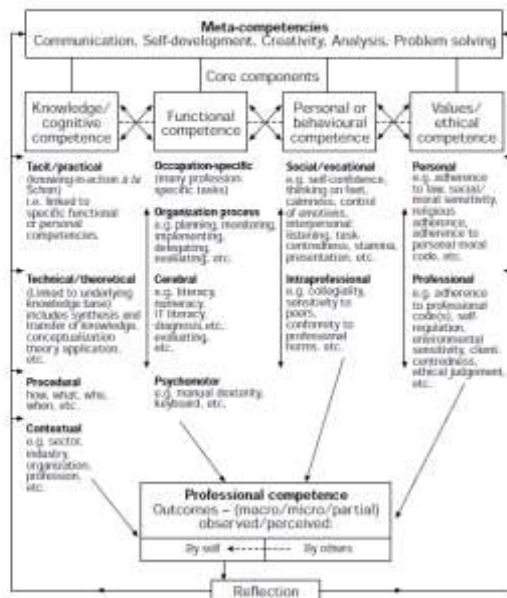 Meta-competencies
Communication, Self-development, Creativity, Analysis, Problem solving
Core components
Knowledge/
cognitive
competence
Functional
competence
Personal or
behavioural
competence
Values/
ethical
competence
Tacit/practical
(knowing-in-action à la
Schon)
i.e. linked to
specific functional
or personal
competencies.
Technical/theoretical
(Linked to underlying
knowledge base)
includes synthesis and
transfer of knowledge,
conceptualization
theory application, etc.
Procedural
how, what, who,
when, etc.
Contextual
e.g. sector,
industry,
organization,
profession,
etc.
Occupation-specific
(many profession-
specific tasks)
Organization process
e.g. planning, monitoring,
implementing,
delegating,
evaluating, etc.
Cerebral
e.g. literacy,
numeracy,
IT literacy,
diagnosis, etc.
evaluating,
etc.
Psychomotor
e.g. manual dexterity,
keyboard, etc.
Social/vocational
e.g. self-confidence,
thinking on feet,
calmness, control
of emotions,
interpersonal,
listening, task-
centredness, stamina,
presentation, etc.
Intraprofessional
e.g. collegiality,
sensitivity to
peers,
conformity to
professional
norms, etc.
Personal
e.g. adherence
to law, social/
moral sensitivity,
religious
adherence,
adherence to
personal moral
code, etc.
Professional
e.g. adherence
to professional
code(s), self-
regulation,
environmental
sensitivity, client-
centredness,
ethical judgement,
etc.
Professional competence
Outcomes – (macro/micro/partial)
observed/perceived:
By self
By others
Reflection